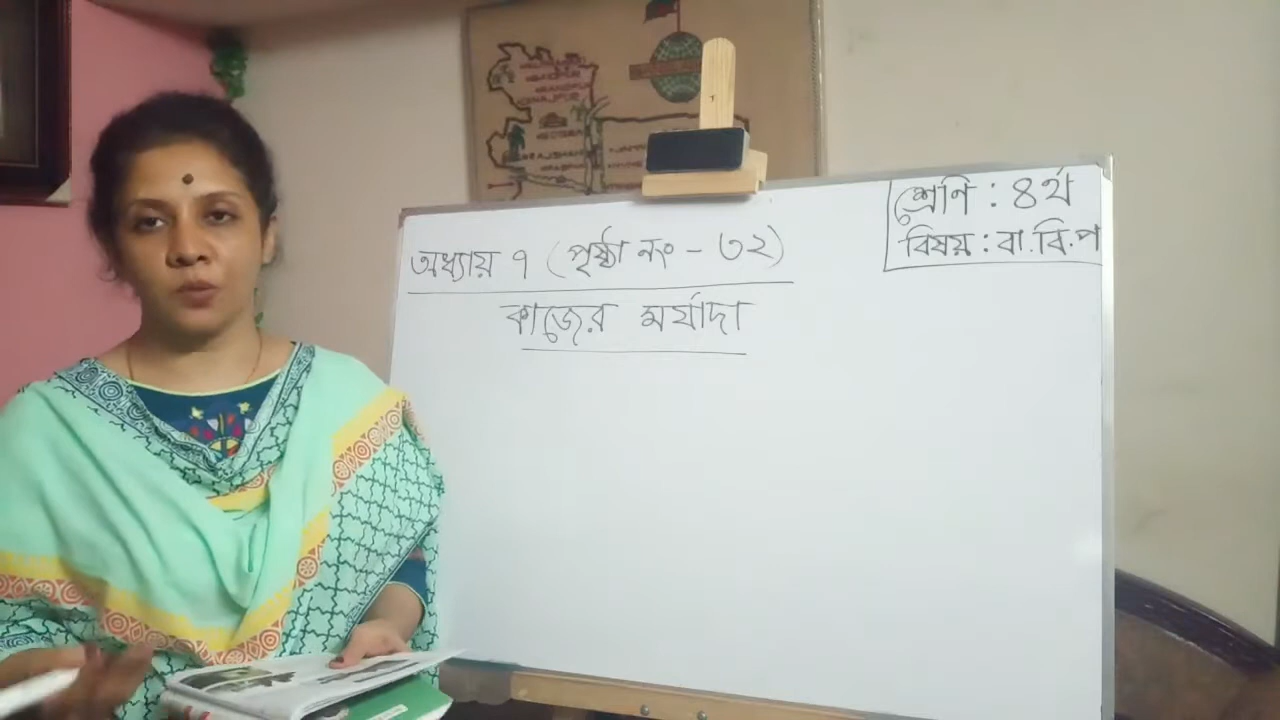 অধ্যায় ৭ (পৃষ্ঠা নং - ৩২)
কাজের মর্যাদা
শ্রেণি : ৪র্থ
বিষয় : বা.বি.প